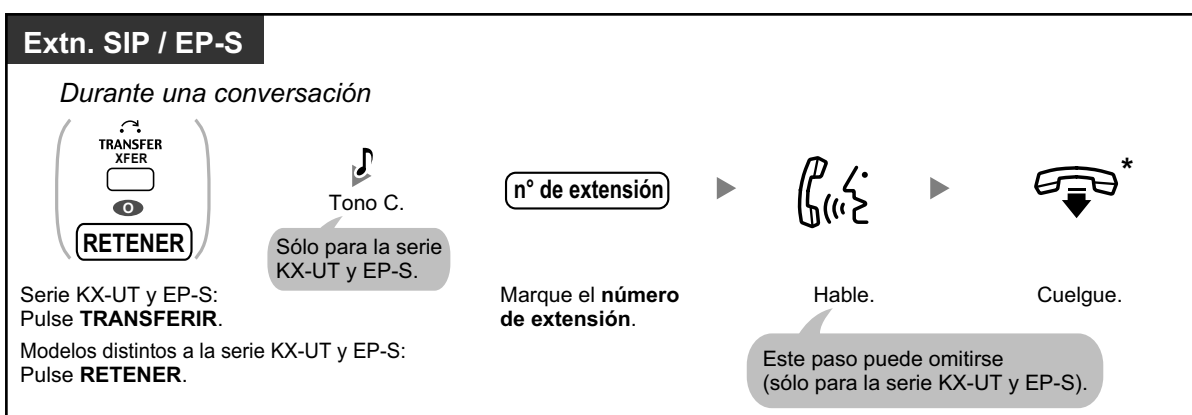 Extn. SIP / EP-S
Durante una conversación
TRANSFER
XFER
O
RETENER
Tono C.
Sólo para la serie
KX-UT y EP-S.
n° de extensión
*
Serie KX-UT y EP-S:
Pulse TRANSFERIR.
Modelos distintos a la serie KX-UT y EP-S:
Pulse RETENER.
Marque el número
de extensión.
Hable.
Este paso puede omitirse
(sólo para la serie KX-UT y EP-S).
Cuelgue.